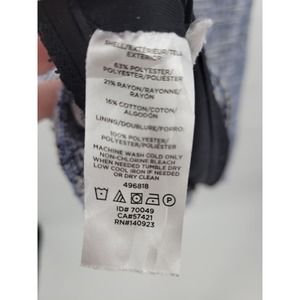 SHELL/EXTÉRIEUR/TELA
EXTERIOR
63% POLYESTER/
POLYESTER/POLIÉSTER
21% RAYON/RAYONNE/
RAYÓN
16% COTTON/COTON/
ALGODÓN
LINING/DOUBLURE/FORRO:
100% POLYESTER/
POLYESTER/POLIÉSTER
MACHINE WASH COLD ONLY
NON-CHLORINE BLEACH
WHEN NEEDED TUMBLE DRY
LOW COOL IRON IF NEEDED
OR DRY CLEAN
496818
P
ID# 70049
CA#57421
RN#140923